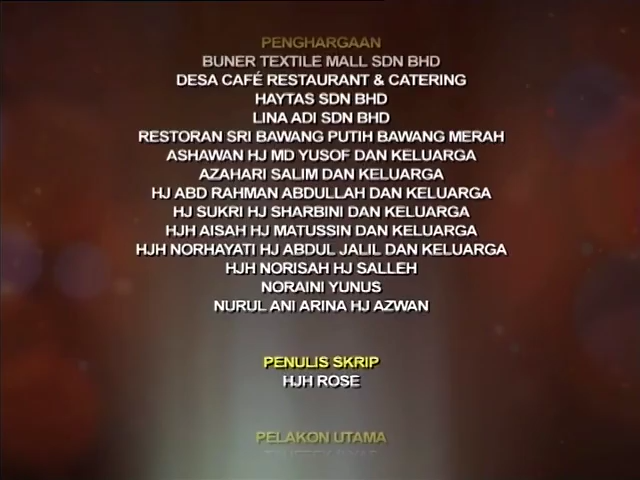 PENGHARGAAN
BUNER TEXTILE MALL SDN BHD
DESA CAFÉ RESTAURANT & CATERING
HAYTAS SDN BHD
LINA ADI SDN BHD
RESTORAN SRI BAWANG PUTIH BAWANG MERAH
ASHAWAN HJ MD YUSOF DAN KELUARGA
AZAHARI SALIM DAN KELUARGA
HJ ABD RAHMAN ABDULLAH DAN KELUARGA
HJ SUKRI HJ SHARBINI DAN KELUARGA
HJH AISAH HJ MATUSSIN DAN KELUARGA
HJH NORHAYATI HJ ABDUL JALIL DAN KELUARGA
HJH NORISAH HJ SALLEH
NORAINI YUNUS
NURUL ANI ARINA HJ AZWAN
PENULIS SKRIP
HJH ROSE
PELAKON UTAMA